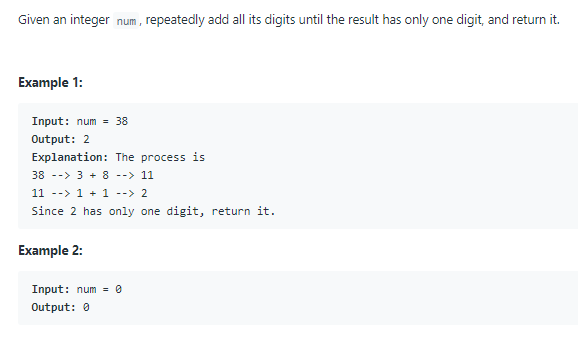 Given an integer num, repeatedly add all its digits until the result has only one digit, and return it.
Example 1:
Input: num = 38
Output: 2
Explanation: The process is
38 --> 3 + 8 --> 11
11 --> 1 + 1 --> 2
Since 2 has only one digit, return it.
Example 2:
Input: num = 0
Output: 0